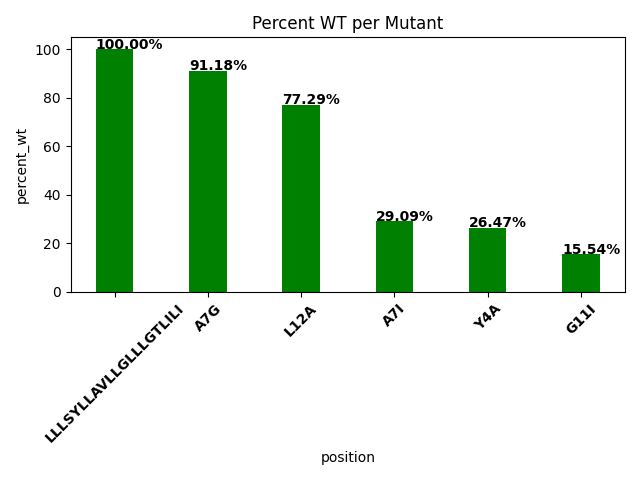 Percent WT per Mutant
percent_wt
100
80
60
40
20
0
100.00%
91.18%
77.29%
29.09%
26.47%
15.54%
LLLSYLLAVLLGLLLGTLILI
A7G
L12A
A7I
Y4A
G11I
position